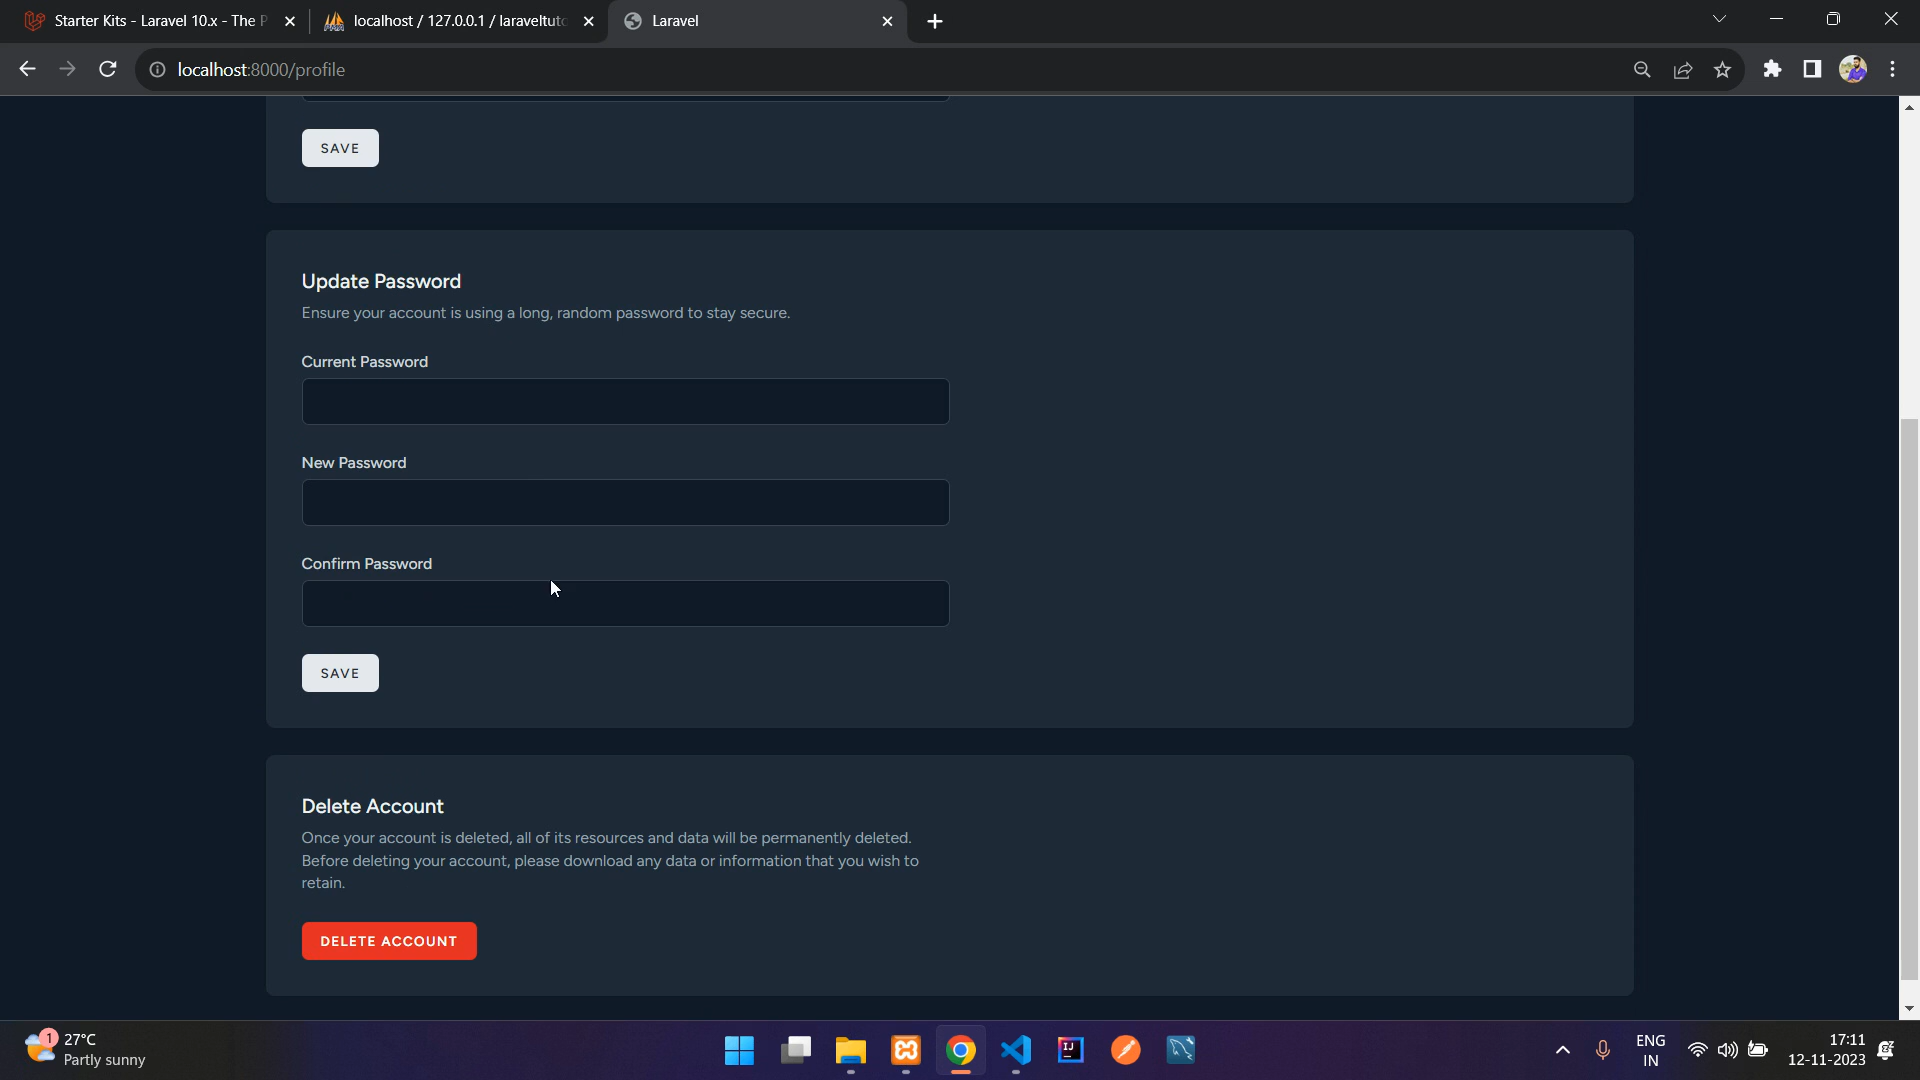 Starter Kits - Laravel 10.x - The P
localhost / 127.0.0.1 / laraveltuto
Laravel
localhost:8000/profile
SAVE
Update Password
Ensure your account is using a long, random password to stay secure.
Current Password
New Password
Confirm Password
SAVE
Delete Account
Once your account is deleted, all of its resources and data will be permanently deleted.
Before deleting your account, please download any data or information that you wish to
retain.
DELETE ACCOUNT
1
27°C
Partly sunny
IJ
ENG
IN
17:11
12-11-2023